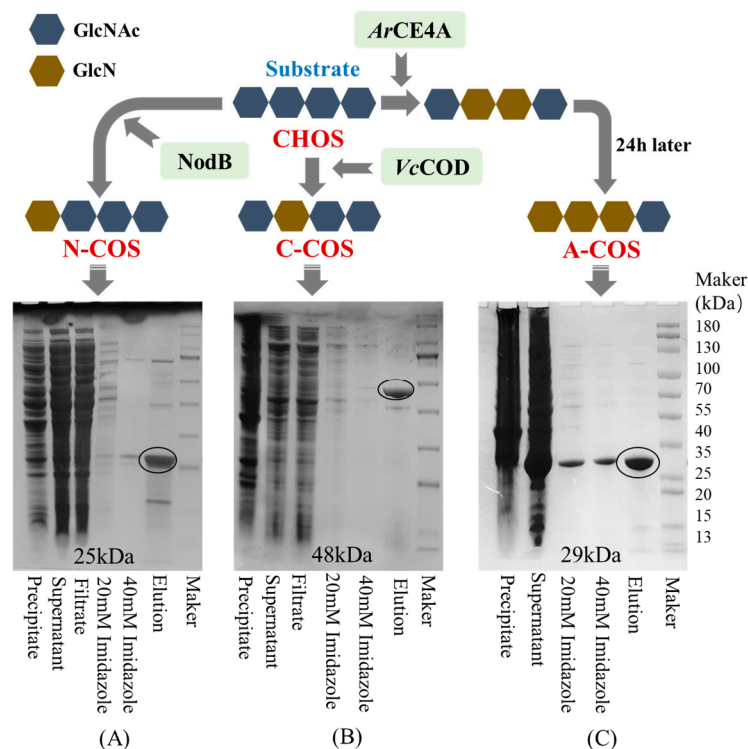 GlcNAc
GlcN
ArCE4A
Substrate
CHOS
NodB
VcCOD
24h later
N-COS
C-COS
A-COS
Maker
(kDa)
180
130
100
70
55
40
35
25
20
15
13
25kDa
48kDa
29kDa
Precipitate
Supernatant
Filtrate
20mM Imidazole
40mM Imidazole
Elution
Maker
Precipitate
Supernatant
Filtrate
20mM Imidazole
40mM Imidazole
Elution
Maker
Precipitate
Supernatant
20mM Imidazole
40mM Imidazole
Elution
Maker
(A)
(B)
(C)